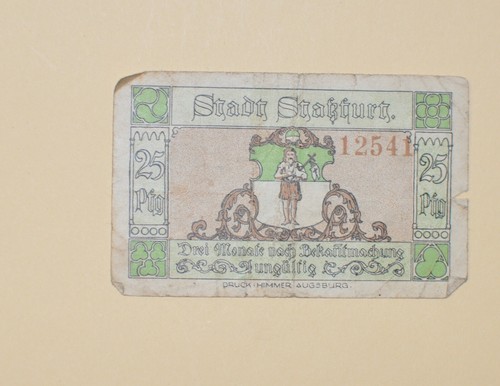 Stadt Staßfurt.
12541
25
Pfg
25
Pfg
Drei Monate nach Bekanntmachung
ungültig
DRUCK: HIMMER-AUGSBURG.